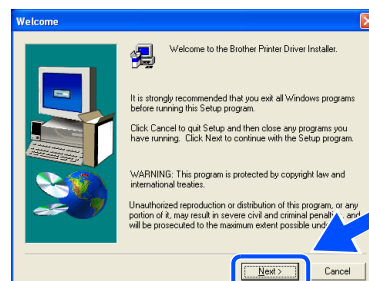 Welcome
Welcome to the Brother Printer Driver Installer.
It is strongly recommended that you exit all Windows programs
before running this Setup program.
Click Cancel to quit Setup and then close any programs you
have running. Click Next to continue with the Setup program.
WARNING: This program is protected by copyright law and
international treaties.
Unauthorized reproduction or distribution of this program, or any
portion of it, may result in severe civil and criminal penalties, and
will be prosecuted to the maximum extent possible
Next >
Cancel